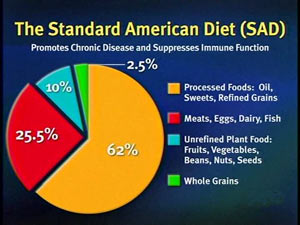 The Standard American Diet (SAD)
Promotes Chronic Disease and Suppresses Immune Function
2.5%
10%
25.5%
62%
Processed Foods: Oil,
Sweets, Refined Grains
Meats, Eggs, Dairy, Fish
Unrefined Plant Food:
Fruits, Vegetables,
Beans, Nuts, Seeds
Whole Grains